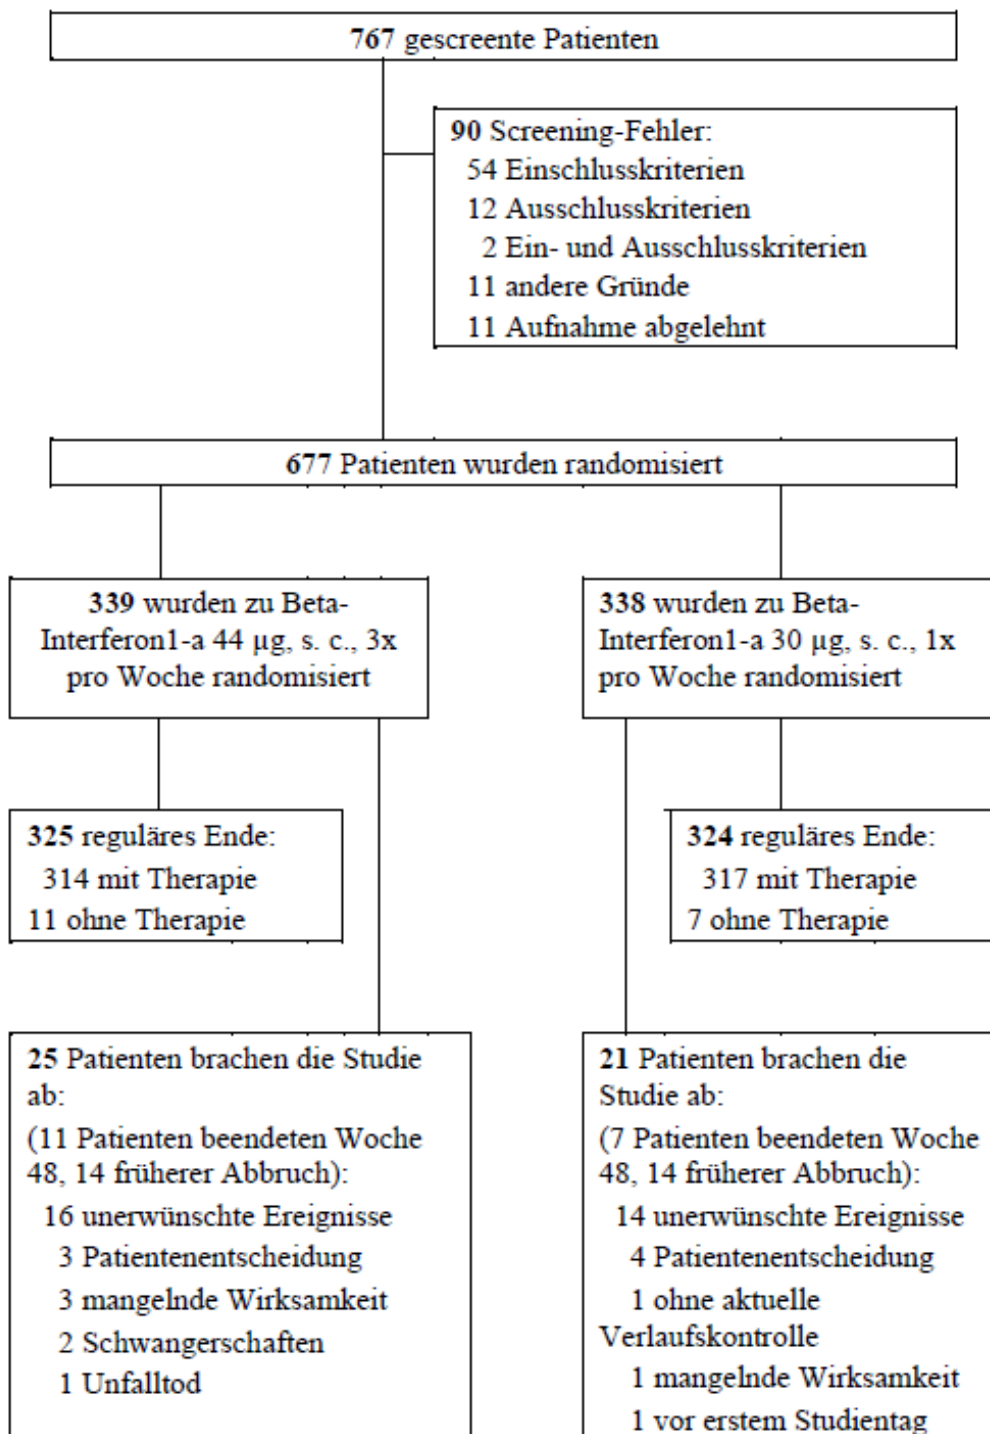 767 gescreente Patienten
90 Screening-Fehler:
54 Einschlusskriterien
12 Ausschlusskriterien
2 Ein- und Ausschlusskriterien
11 andere Gründe
11 Aufnahme abgelehnt
677 Patienten wurden randomisiert
339 wurden zu Beta-
Interferon1-a 44 µg, s. c., 3x
pro Woche randomisiert
338 wurden zu Beta-
Interferon1-a 30 µg, s. c., 1x
pro Woche randomisiert
325 reguläres Ende:
314 mit Therapie
11 ohne Therapie
324 reguläres Ende:
317 mit Therapie
7 ohne Therapie
25 Patienten brachen die Studie
ab:
(11 Patienten beendeten Woche
48, 14 früherer Abbruch):
16 unerwünschte Ereignisse
3 Patientenentscheidung
3 mangelnde Wirksamkeit
2 Schwangerschaften
1 Unfalltod
21 Patienten brachen die
Studie ab:
(7 Patienten beendeten Woche
48, 14 früherer Abbruch):
14 unerwünschte Ereignisse
4 Patientenentscheidung
1 ohne aktuelle
Verlaufskontrolle
1 mangelnde Wirksamkeit
1 vor erstem Studientag